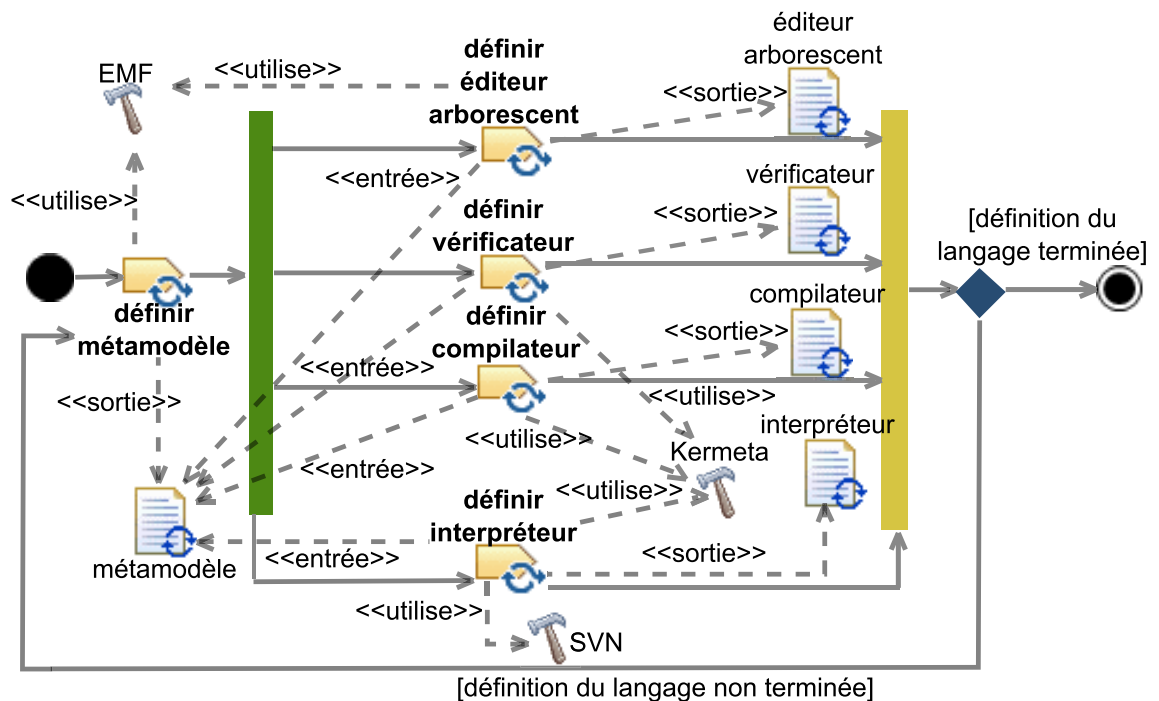 éditeur
arborescent
définir
éditeur
arborescent
EMF
<<utilise>>
<<sortie>>
<<entrée>>
vérificateur
<<utilise>>
définir
vérificateur
<<sortie>>
[définition du
langage terminée]
définir
métamodèle
définir
compilateur
compilateur
<<sortie>>
<<entrée>>
<<sortie>>
<<utilise>>
interpréteur
<<utilise>>
Kermeta
<<entrée>>
définir
interpréteur
<<utilise>>
métamodèle
<<entrée>>
<<sortie>>
<<utilise>>
SVN
[définition du langage non terminée]